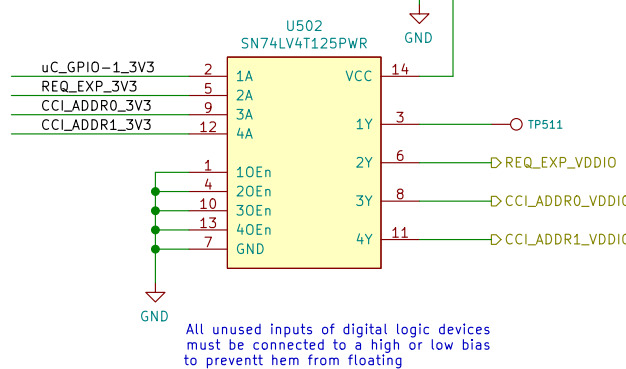 GND
U502
SN74LV4T125PWR
uC_GPIO-1_3V3 2 1A VCC 14
REQ_EXP_3V3 5 2A
CCI_ADDR0_3V3 9 3A 1Y 3 TP511
CCI_ADDR1_3V3 12 4A
2Y 6 REQ_EXP_VDDIO
1 1OEn
4 2OEn
10 3OEn 3Y 8 CCI_ADDR0_VDDIO
13 4OEn
7 GND 4Y 11 CCI_ADDR1_VDDIO
GND
All unused inputs of digital logic devices
must be connected to a high or low bias
to preventt hem from floating